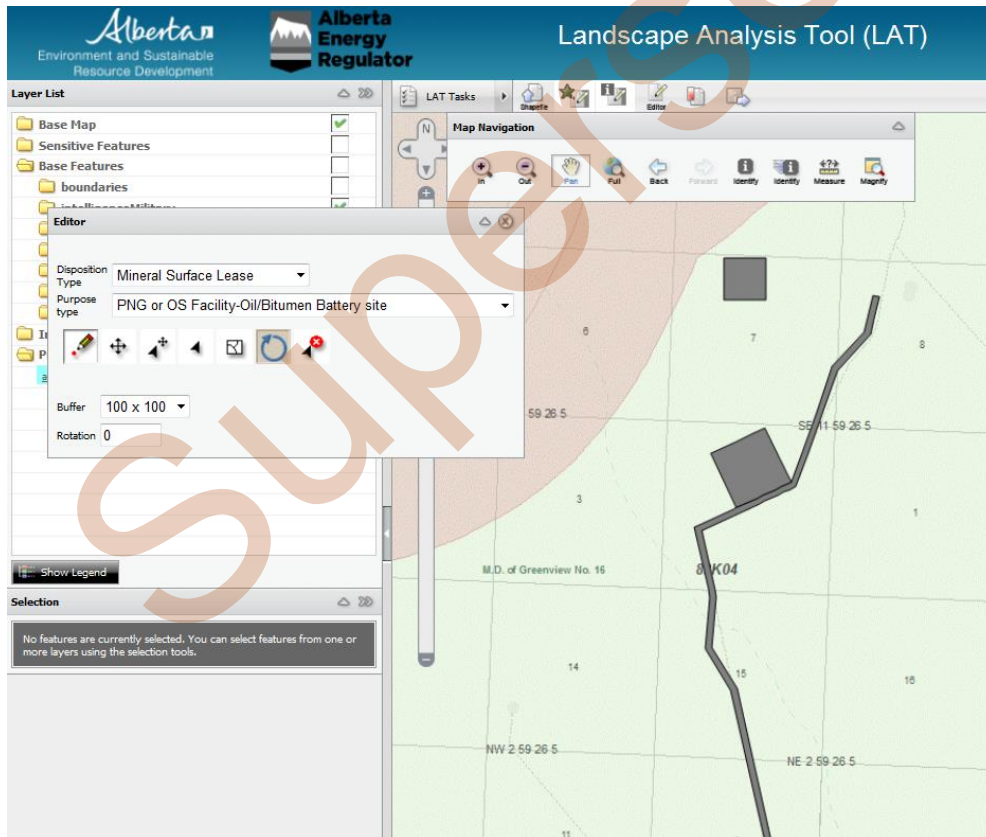 Alberta
Environment and Sustainable
Resource Development
Alberta
Energy
Regulator
Landscape Analysis Tool (LAT)
Layer List
LAT Tasks
Shapefile
Editor
Base Map
Sensitive Features
Base Features
boundaries
Map Navigation
In
Out
Pan
Full
Back
Forward
Identify
Identify
Measure
Magnify
N
Editor
Disposition
Type
Mineral Surface Lease
Purpose
type
PNG or OS Facility-Oil/Bitumen Battery site
Buffer
100 x 100
Rotation
0
Show Legend
Selection
No features are currently selected. You can select features from one or
more layers using the selection tools.
6
7
8
59 26 5
SE 11 59 26 5
3
1
M.D. of Greenview No. 16
14
15
16
NW 2 59 26 5
NE 2 59 26 5
11